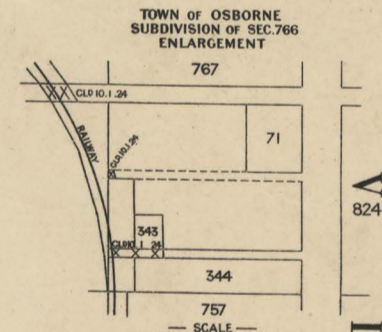 TOWN OF OSBORNE
SUBDIVISION OF SEC.766
ENLARGEMENT
767
CLD 10.1.24
RAILWAY
CLD 10.1.24
71
824
343
CLD 10.1.24
344
757
— SCALE —